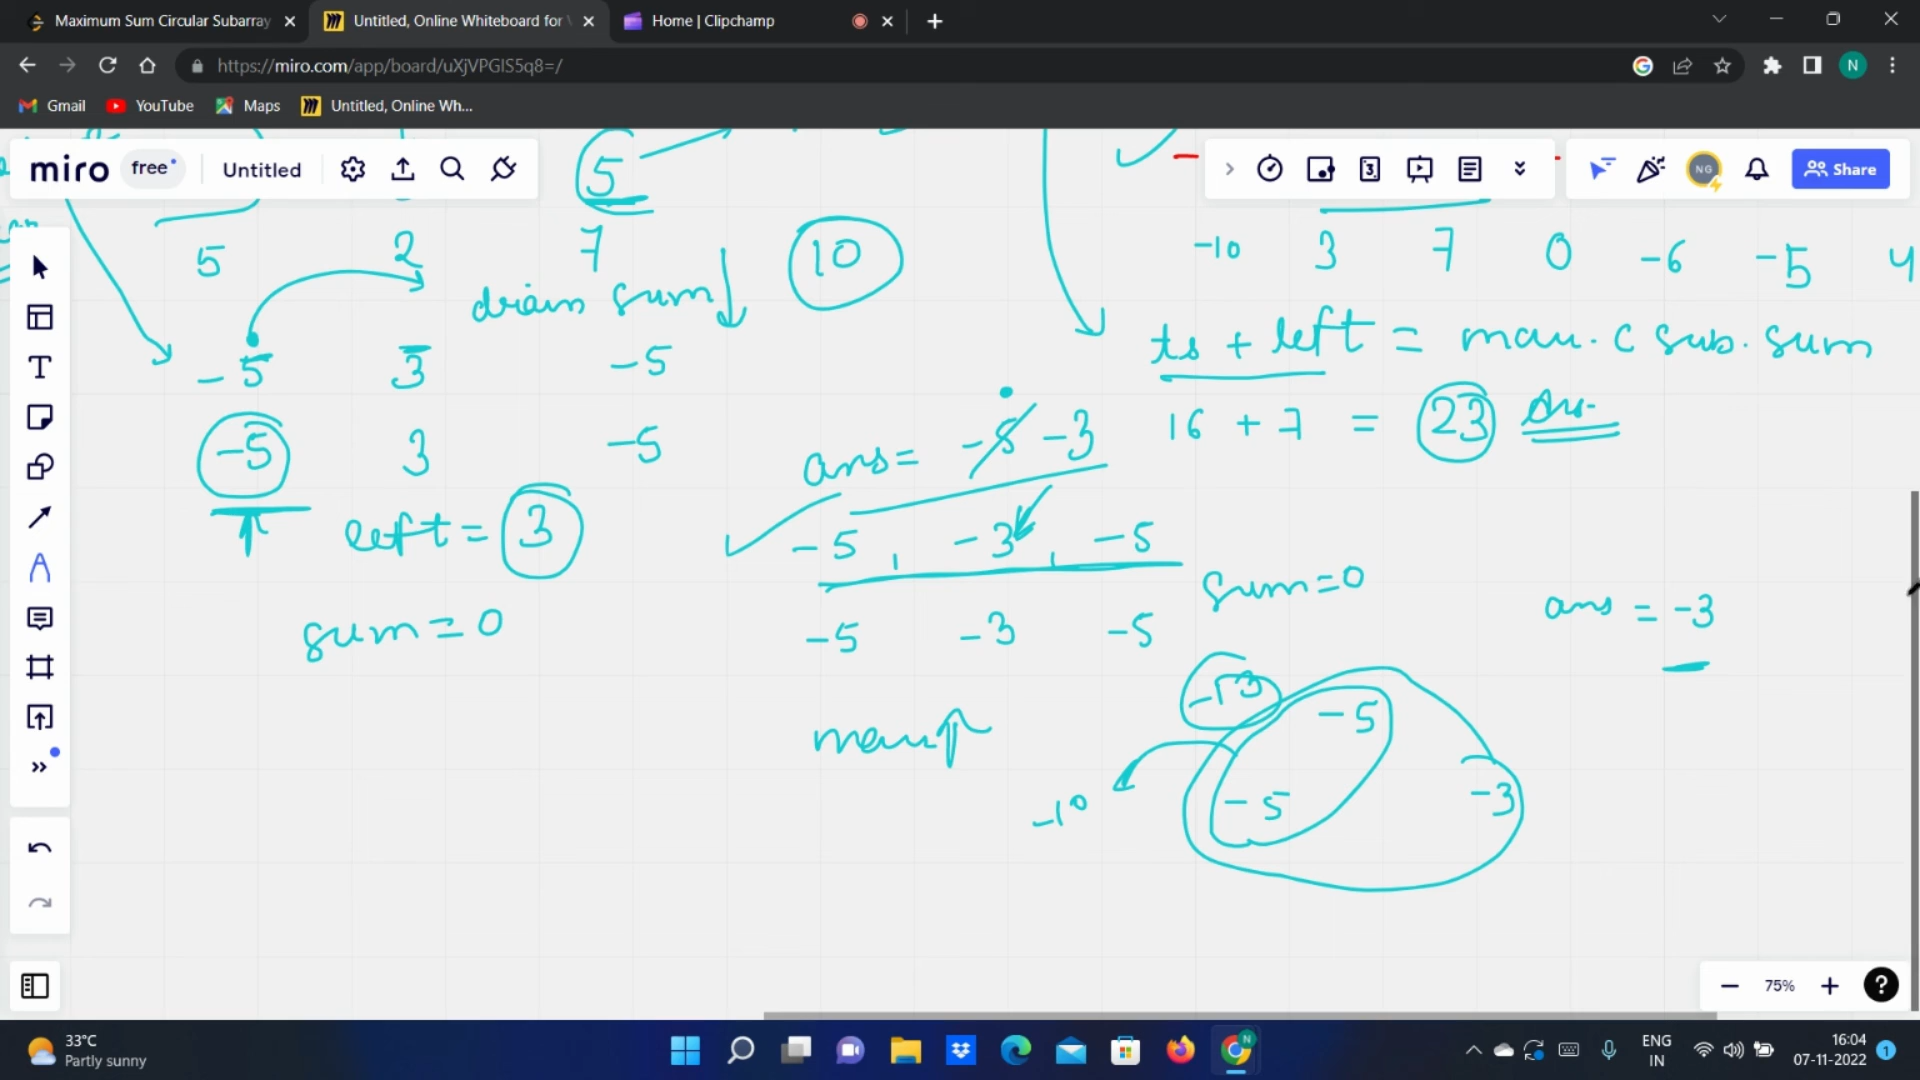 Maximum Sum Circular Subarray
Untitled, Online Whiteboard for
Home | Clipchamp
https://miro.com/app/board/uXjVPGIS5q8=/
N
Gmail
YouTube
Maps
Untitled, Online Wh...
miro
free
Untitled
5
3
NG
Share
5 2 7 10
-10 3 7 0 -6 -5 4
drain sum
ts + left = max. c sub. sum
-5 3 -5
16 + 7 = 23 Ans.
ans = -5 -3
-5 3 -5
left = 3
-5 , -3 , -5
sum=0
ans = -3
sum=0
-5 -3 -5
-13
-5
max
-10
-5
-3
75%
?
33°C
Partly sunny
ENG
IN
16:04
07-11-2022
1